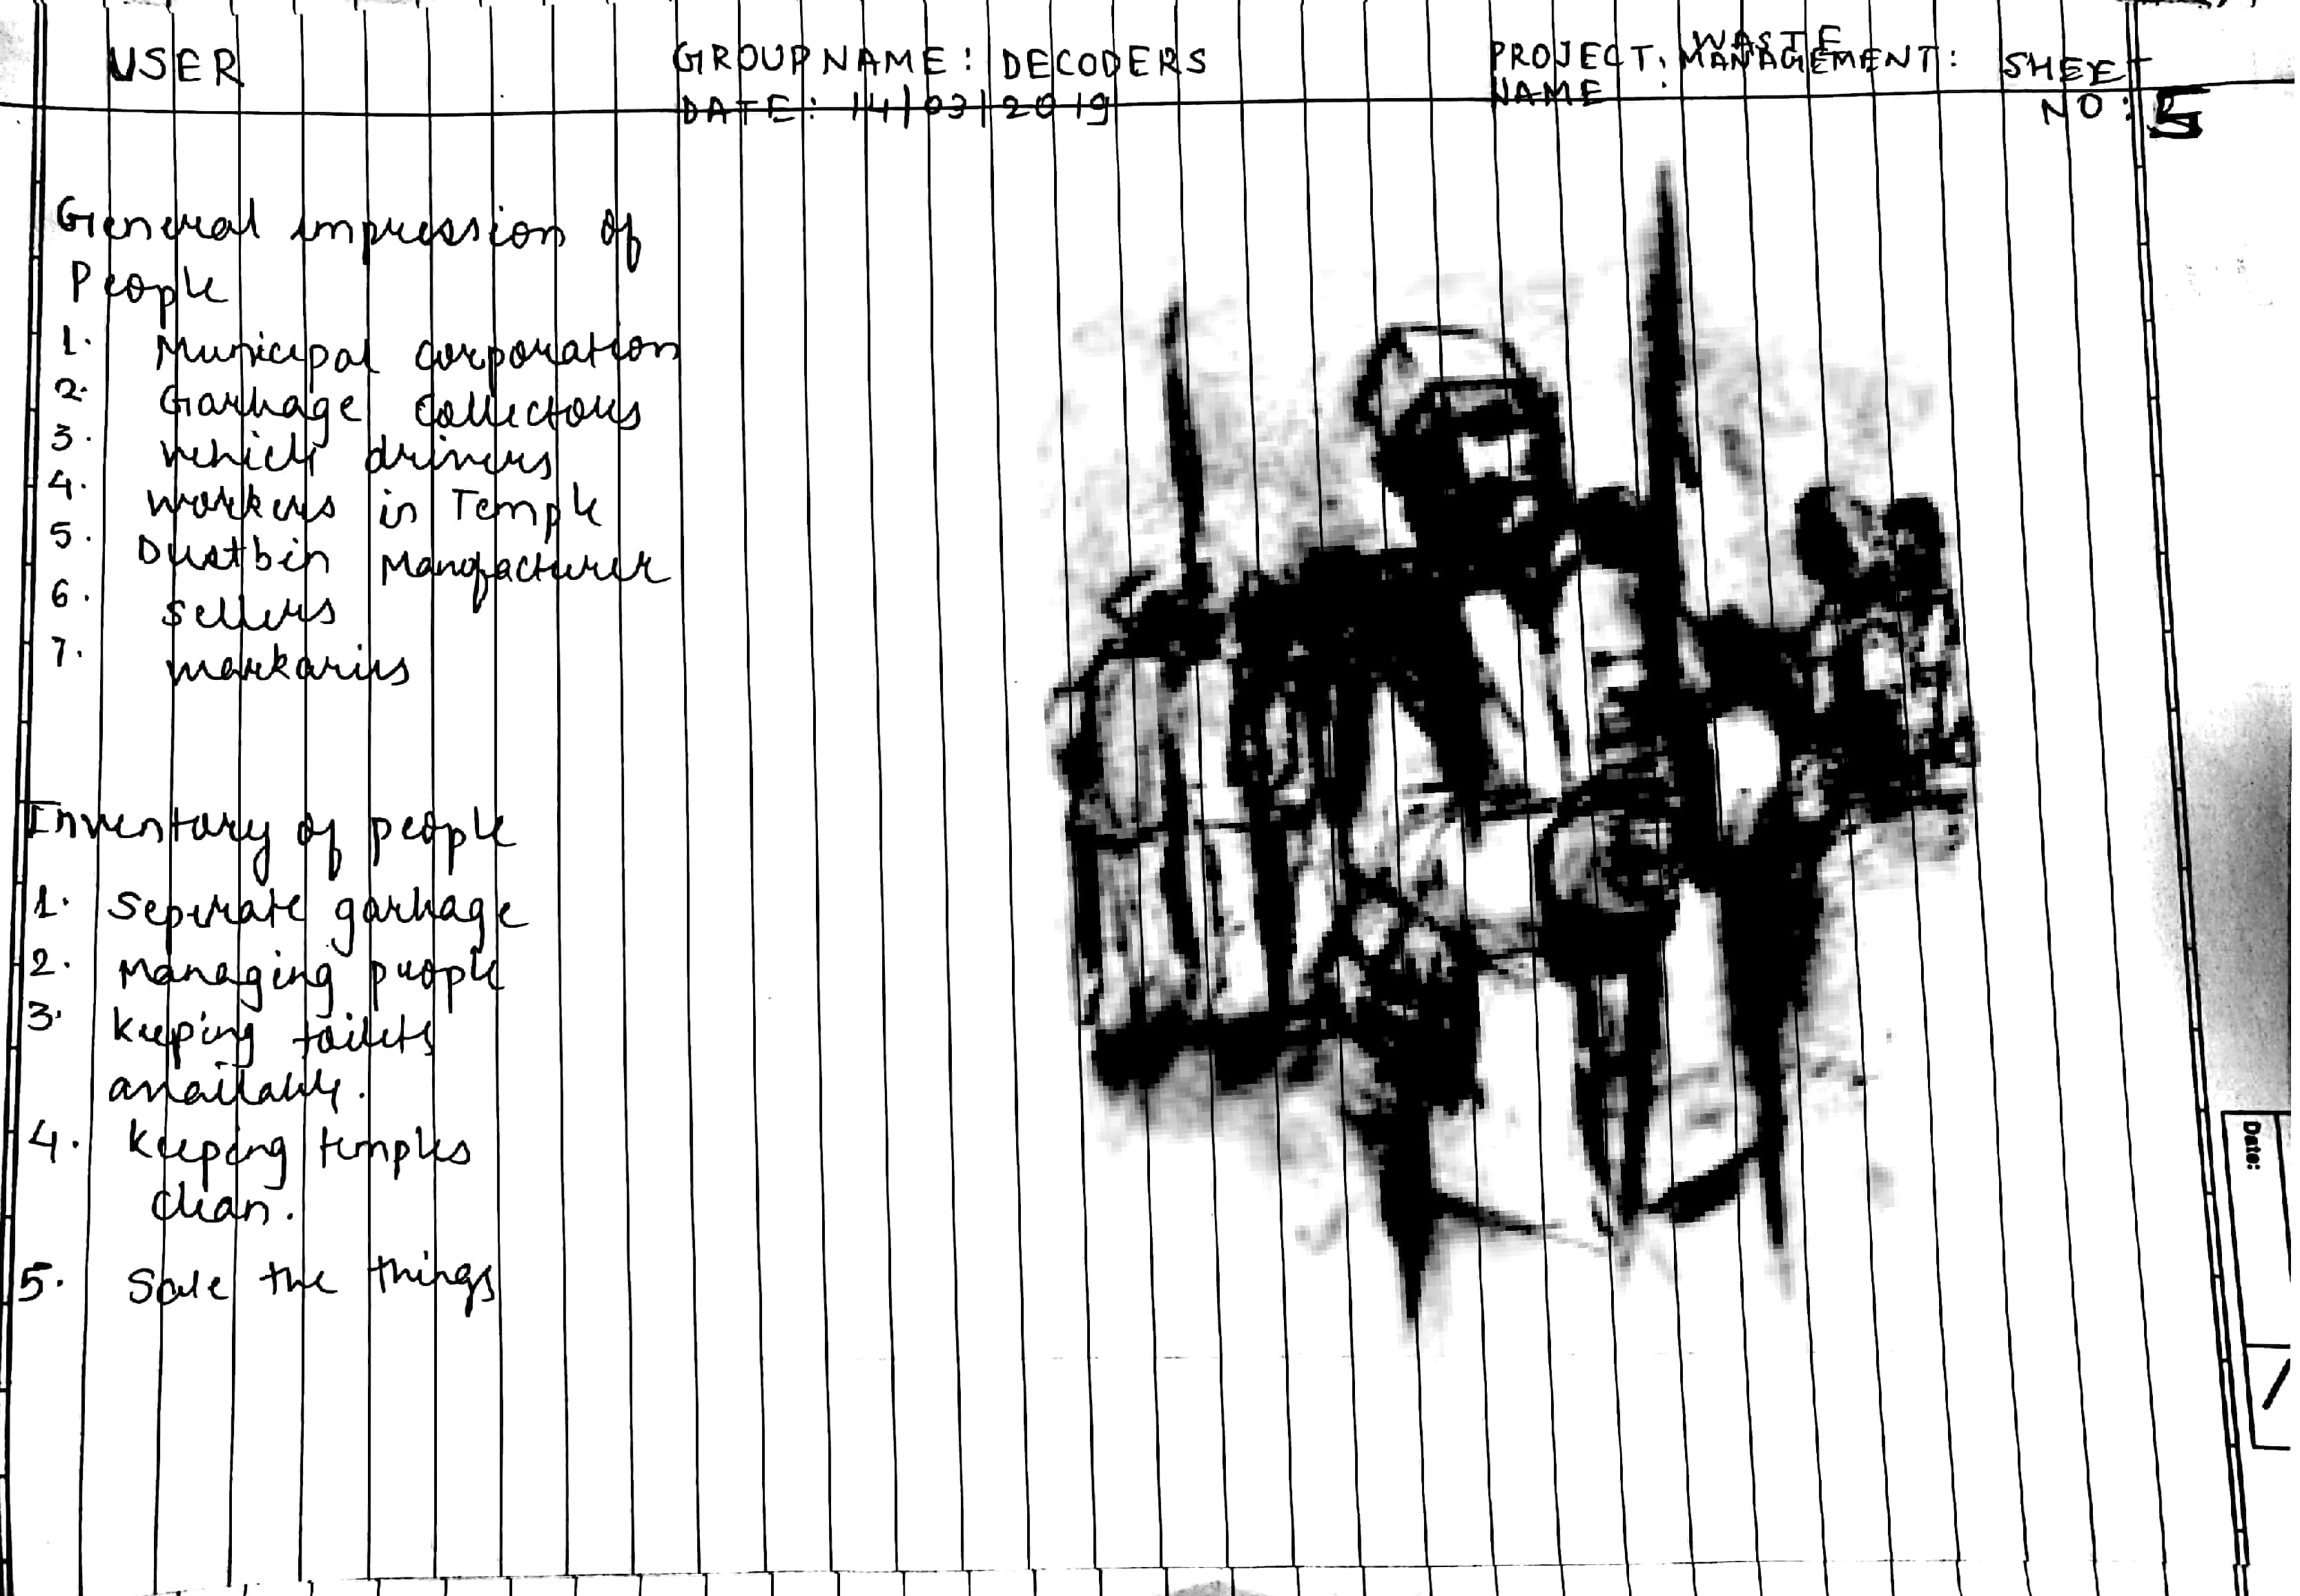 USER
GROUP NAME: DECODERS
DATE: 14/03/2019
PROJECT NAME: WASTE MANAGEMENT:
SHEET NO: 5
General impression of
People
1. Municipal corporation
2. Garbage collectors
3. vehicle drivers
4. workers in Temple
5. Dustbin Manufacturer
6. sellers
7. warkaries
Inventory of people
1. Seperate garbage
2. Managing people
3. keeping toilets
availably.
4. keeping temples
clean.
5. Sale the things
Date: